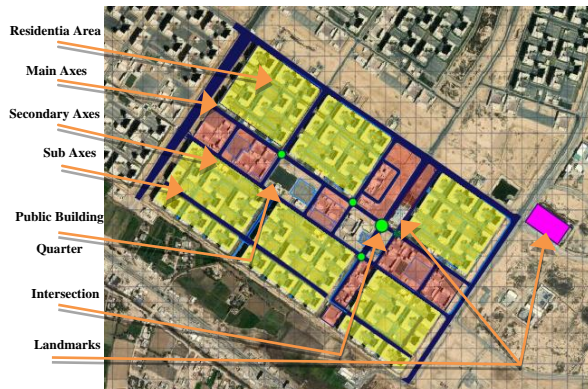 Residentia Area
Main Axes
Secondary Axes
Sub Axes
Public Building
Quarter
Intersection
Landmarks